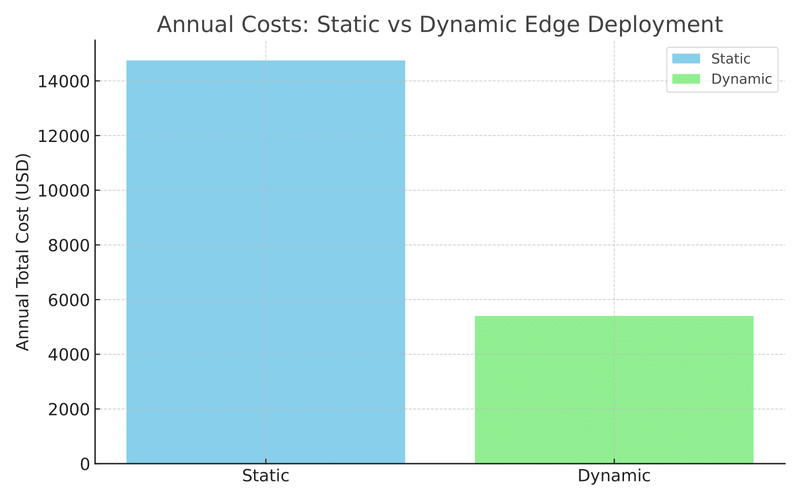 Annual Costs: Static vs Dynamic Edge Deployment
Static
Dynamic
Annual Total Cost (USD)
14000
12000
10000
8000
6000
4000
2000
0
Static
Dynamic